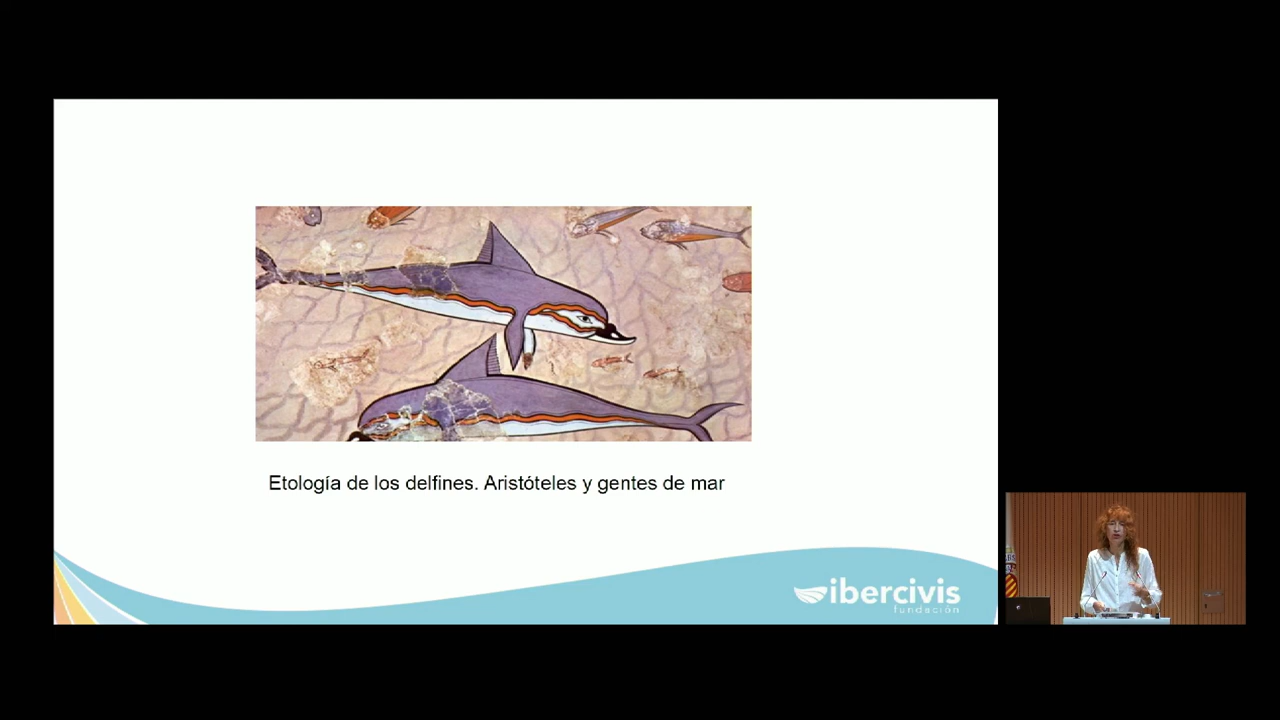 Etología de los delfines. Aristóteles y gentes de mar
ibercivis
fundación